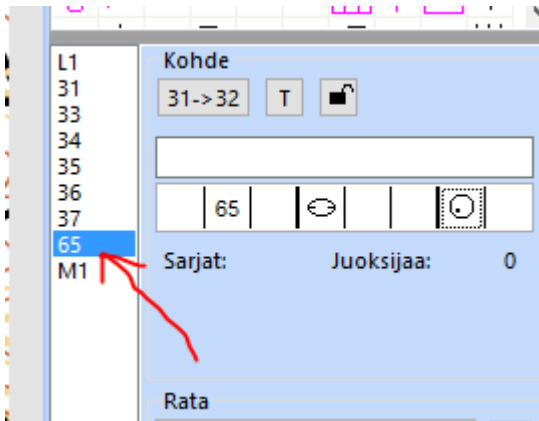 L1
31
33
34
35
36
37
65
M1
Kohde
31->32 T
65
Sarjat: Juoksijaa: 0
Rata